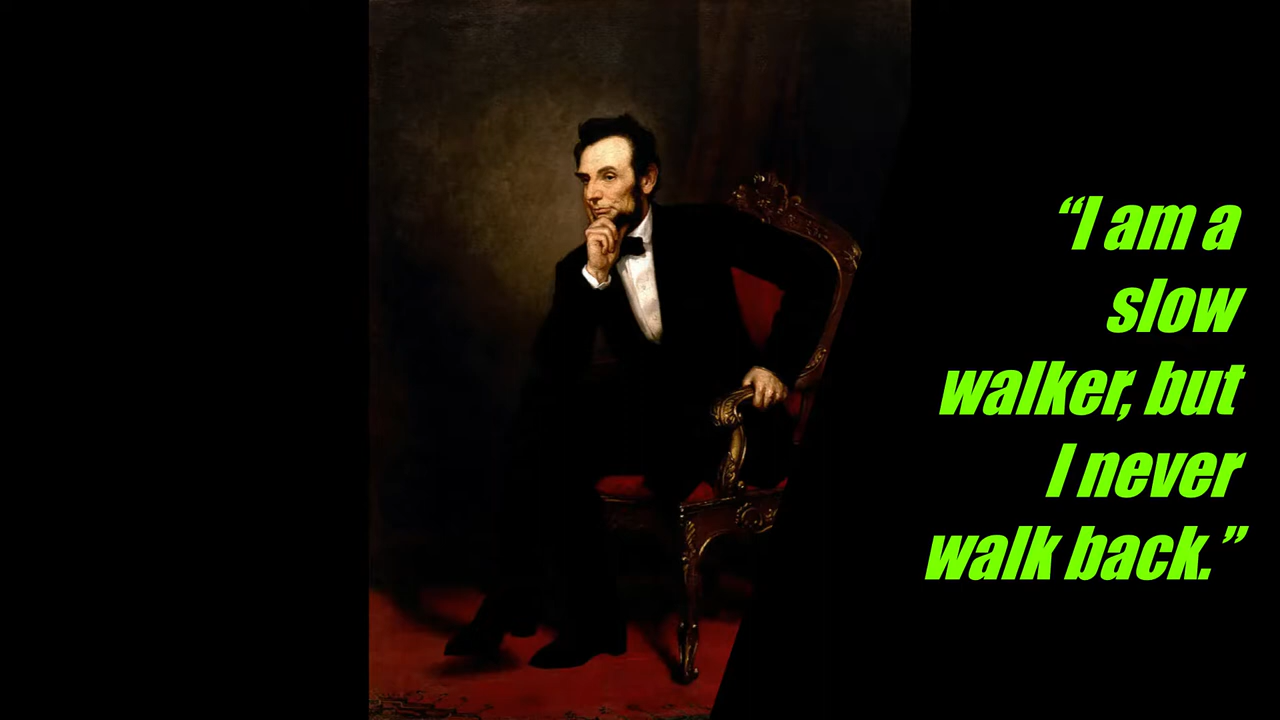 “I am a
slow
walker, but
I never
walk back.”